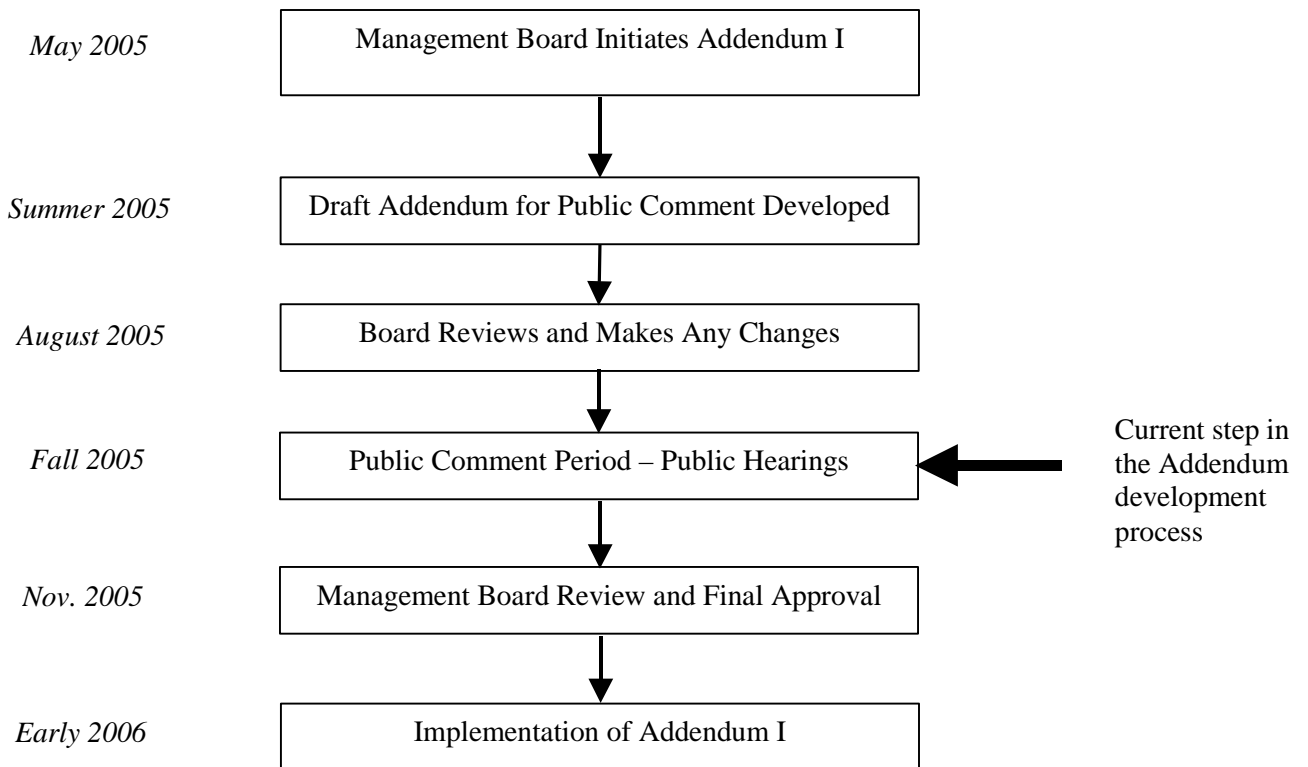 May 2005
Management Board Initiates Addendum I
Summer 2005
Draft Addendum for Public Comment Developed
August 2005
Board Reviews and Makes Any Changes
Fall 2005
Public Comment Period – Public Hearings
Current step in
the Addendum
development
process
Nov. 2005
Management Board Review and Final Approval
Early 2006
Implementation of Addendum I